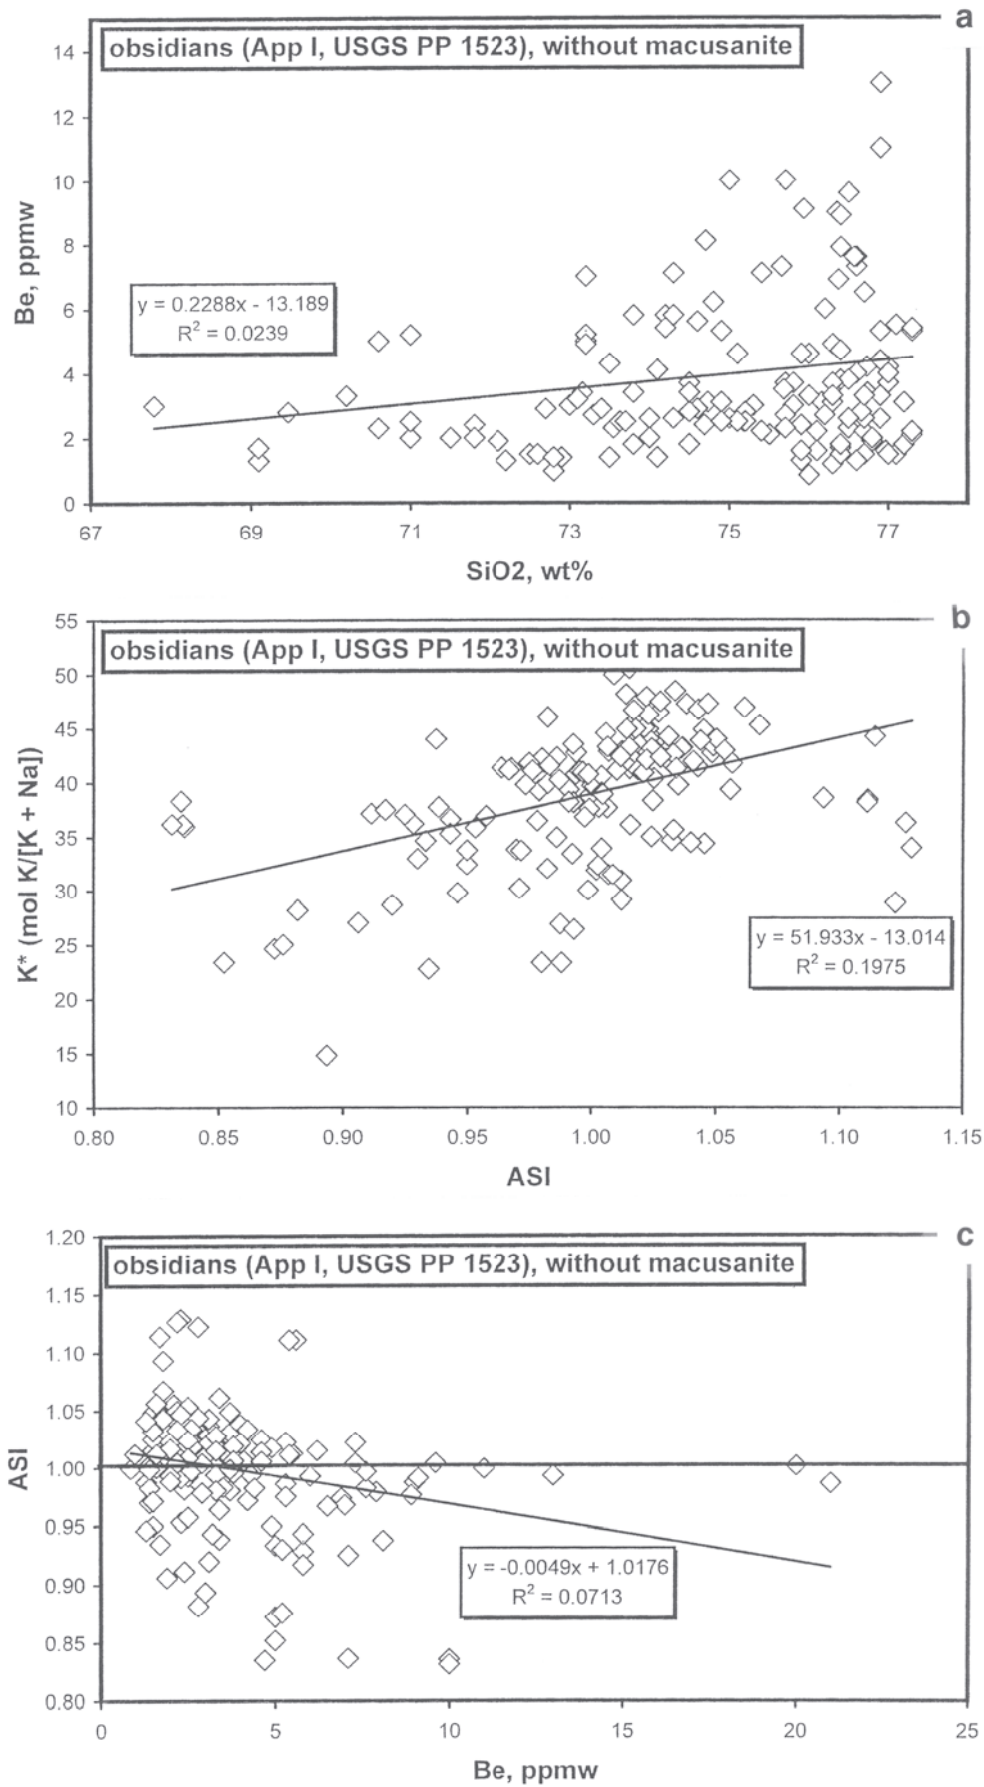 a
obsidians (App I, USGS PP 1523), without macusanite
14
12
10
8
6
4
2
0
Be, ppmw
y = 0.2288x - 13.189
R² = 0.0239
67 69 71 73 75 77
SiO2, wt%
b
obsidians (App I, USGS PP 1523), without macusanite
55
50
45
40
35
30
25
20
15
10
K* (mol K/[K + Na])
y = 51.933x - 13.014
R² = 0.1975
0.80 0.85 0.90 0.95 1.00 1.05 1.10 1.15
ASI
c
obsidians (App I, USGS PP 1523), without macusanite
1.20
1.15
1.10
1.05
1.00
0.95
0.90
0.85
0.80
ASI
y = -0.0049x + 1.0176
R² = 0.0713
0 5 10 15 20 25
Be, ppmw